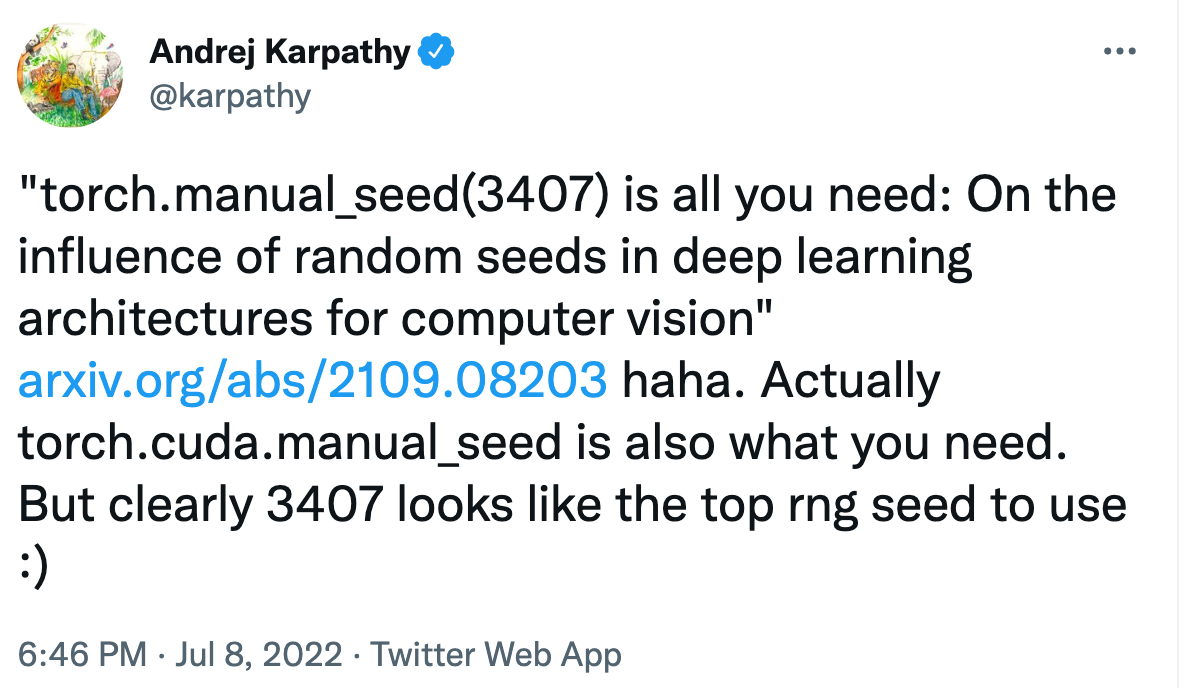 Andrej Karpathy
@karpathy
"torch.manual_seed(3407) is all you need: On the
influence of random seeds in deep learning
architectures for computer vision"
arxiv.org/abs/2109.08203 haha. Actually
torch.cuda.manual_seed is also what you need.
But clearly 3407 looks like the top rng seed to use
:)
6:46 PM · Jul 8, 2022 · Twitter Web App